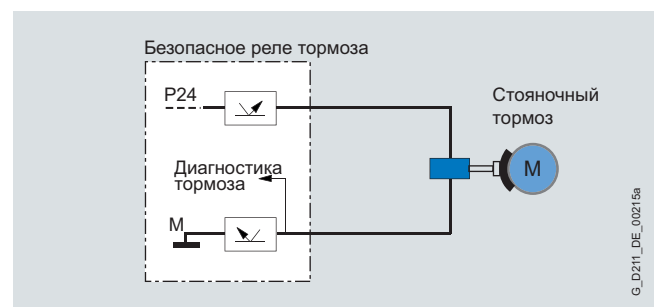 Безопасное реле тормоза
P24
Стояночный
тормоз
M
Диагностика
тормоза
M
G_D211_DE_00215a